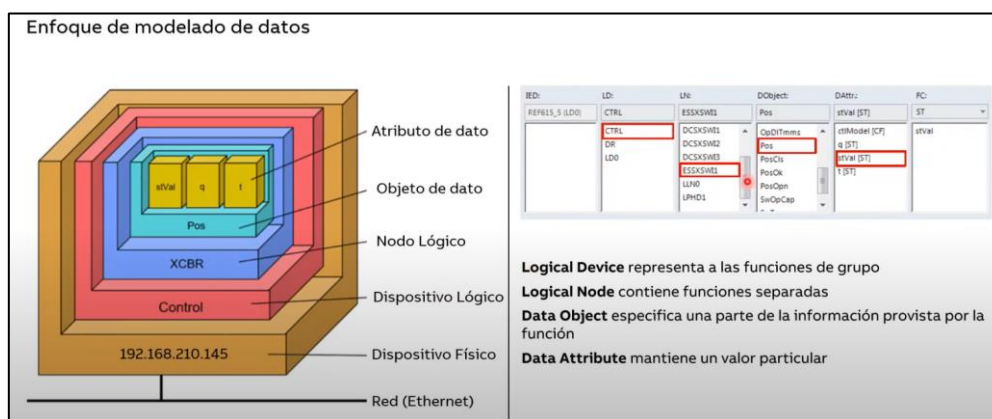 Enfoque de modelado de datos
stVal
q
t
Pos
XCBR
Control
192.168.210.145
Atributo de dato
Objeto de dato
Nodo Lógico
Dispositivo Lógico
Dispositivo Físico
Red (Ethernet)
IED: LD: LN: DObject: DAttr.: FC:
REF615_S (LD0) CTRL ESSXSWI1 Pos stVal [ST] ST
CTRL
DR
LD0
DCSXSWI1
DCSXSWI2
DCSXSWI3
ESSXSWI1
LLN0
LPHD1
OpDlTmms
Pos
PosCls
PosOk
PosOpn
SwOpCap
ctlModel [CF]
q [ST]
stVal [ST]
t [ST]
stVal
Logical Device representa a las funciones de grupo
Logical Node contiene funciones separadas
Data Object especifica una parte de la información provista por la
función
Data Attribute mantiene un valor particular